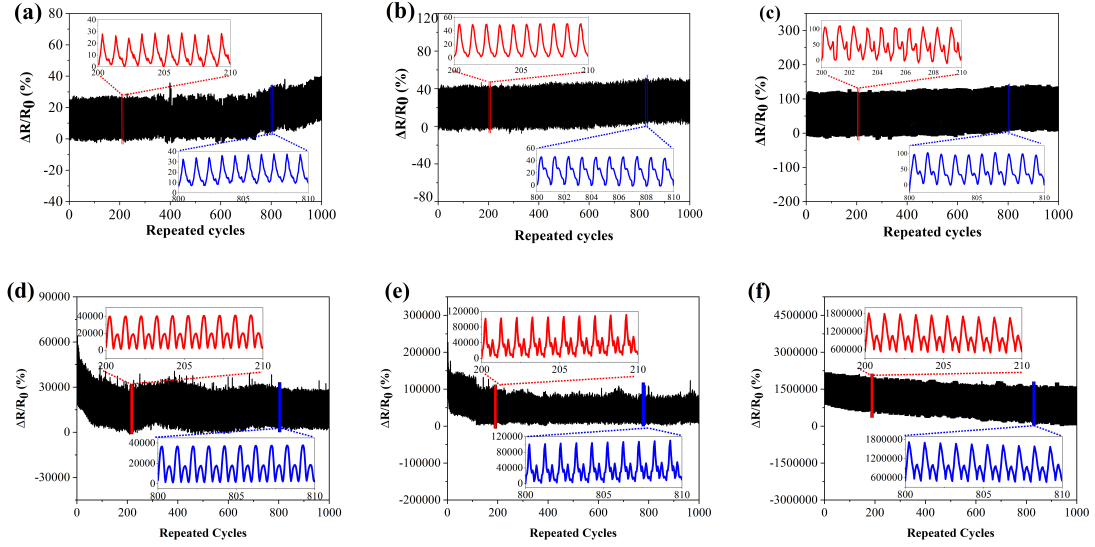 (a)
80
60
40
20
0
-20
-40
ΔR/R0 (%)
0 200 400 600 800 1000
Repeated cycles
40
30
20
10
0
200 205 210
40
30
20
10
0
800 805 810
(b)
120
80
40
0
-40
-80
ΔR/R0 (%)
0 200 400 600 800 1000
Repeated cycles
60
40
20
0
200 205 210
60
40
20
0
800 802 804 806 808 810
(c)
300
200
100
0
-100
-200
ΔR/R0 (%)
0 200 400 600 800 1000
Repeated cycles
100
50
0
200 202 204 206 208 210
100
50
0
800 805 810
(d)
90000
60000
30000
0
-30000
ΔR/R0 (%)
0 200 400 600 800 1000
Repeated Cycles
40000
20000
0
200 205 210
40000
20000
0
800 805 810
(e)
300000
200000
100000
0
-100000
-200000
ΔR/R0 (%)
0 200 400 600 800 1000
Repeated Cycles
120000
80000
40000
0
200 205 210
120000
80000
40000
0
800 805 810
(f)
4500000
3000000
1500000
0
-1500000
-3000000
ΔR/R0 (%)
0 200 400 600 800 1000
Repeated Cycles
1800000
1200000
600000
200 205 210
1800000
1200000
600000
800 805 810